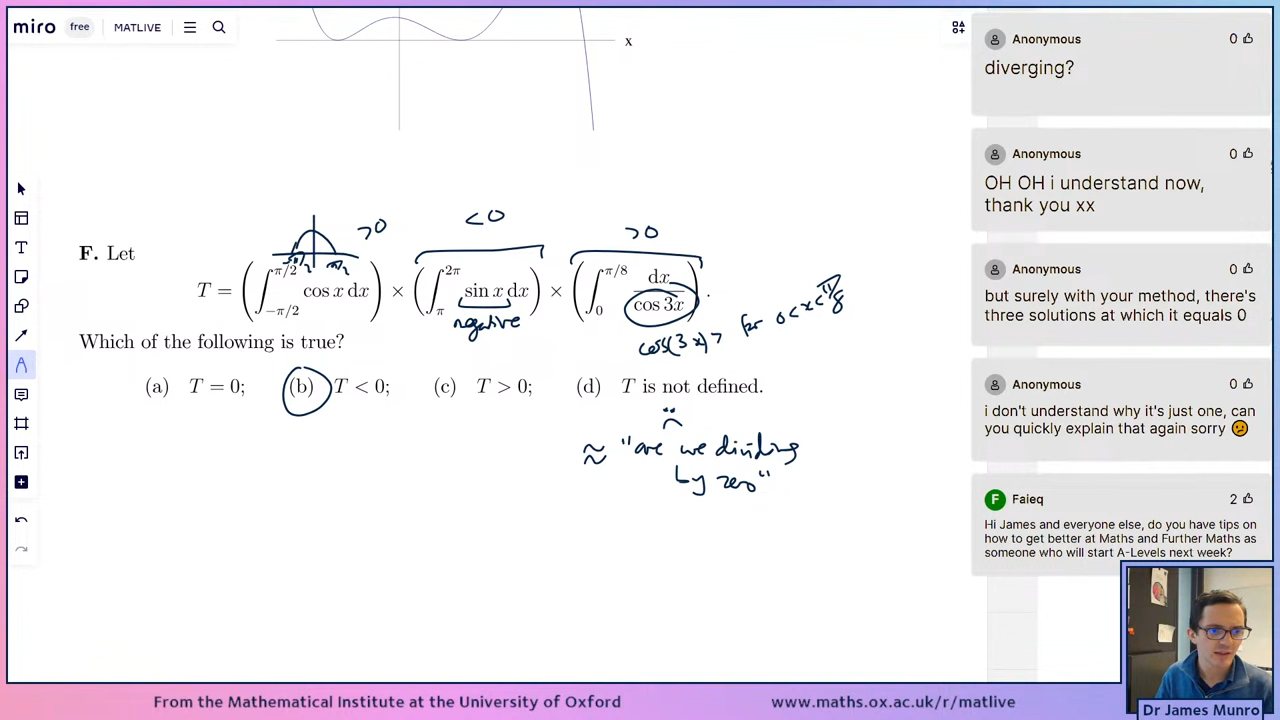 miro free MATLIVE
x
>0 <0 >0
F. Let
-π/2 π/2
T = (∫_{-π/2}^{π/2} cos x dx) × (∫_{π}^{2π} sin x dx) × (∫_{0}^{π/8} dx/cos 3x).
negative
cos(3x)> for 0<x<π/8
Which of the following is true?
(a) T = 0; (b) T < 0; (c) T > 0; (d) T is not defined.
≈ "are we dividing
by zero"
Anonymous 0
diverging?
Anonymous 0
OH OH i understand now,
thank you xx
Anonymous 0
but surely with your method, there's
three solutions at which it equals 0
Anonymous 0
i don't understand why it's just one, can
you quickly explain that again sorry 😕
F Faieq 2
Hi James and everyone else, do you have tips on
how to get better at Maths and Further Maths as
someone who will start A-Levels next week?
From the Mathematical Institute at the University of Oxford
www.maths.ox.ac.uk/r/matlive
Dr James Munro